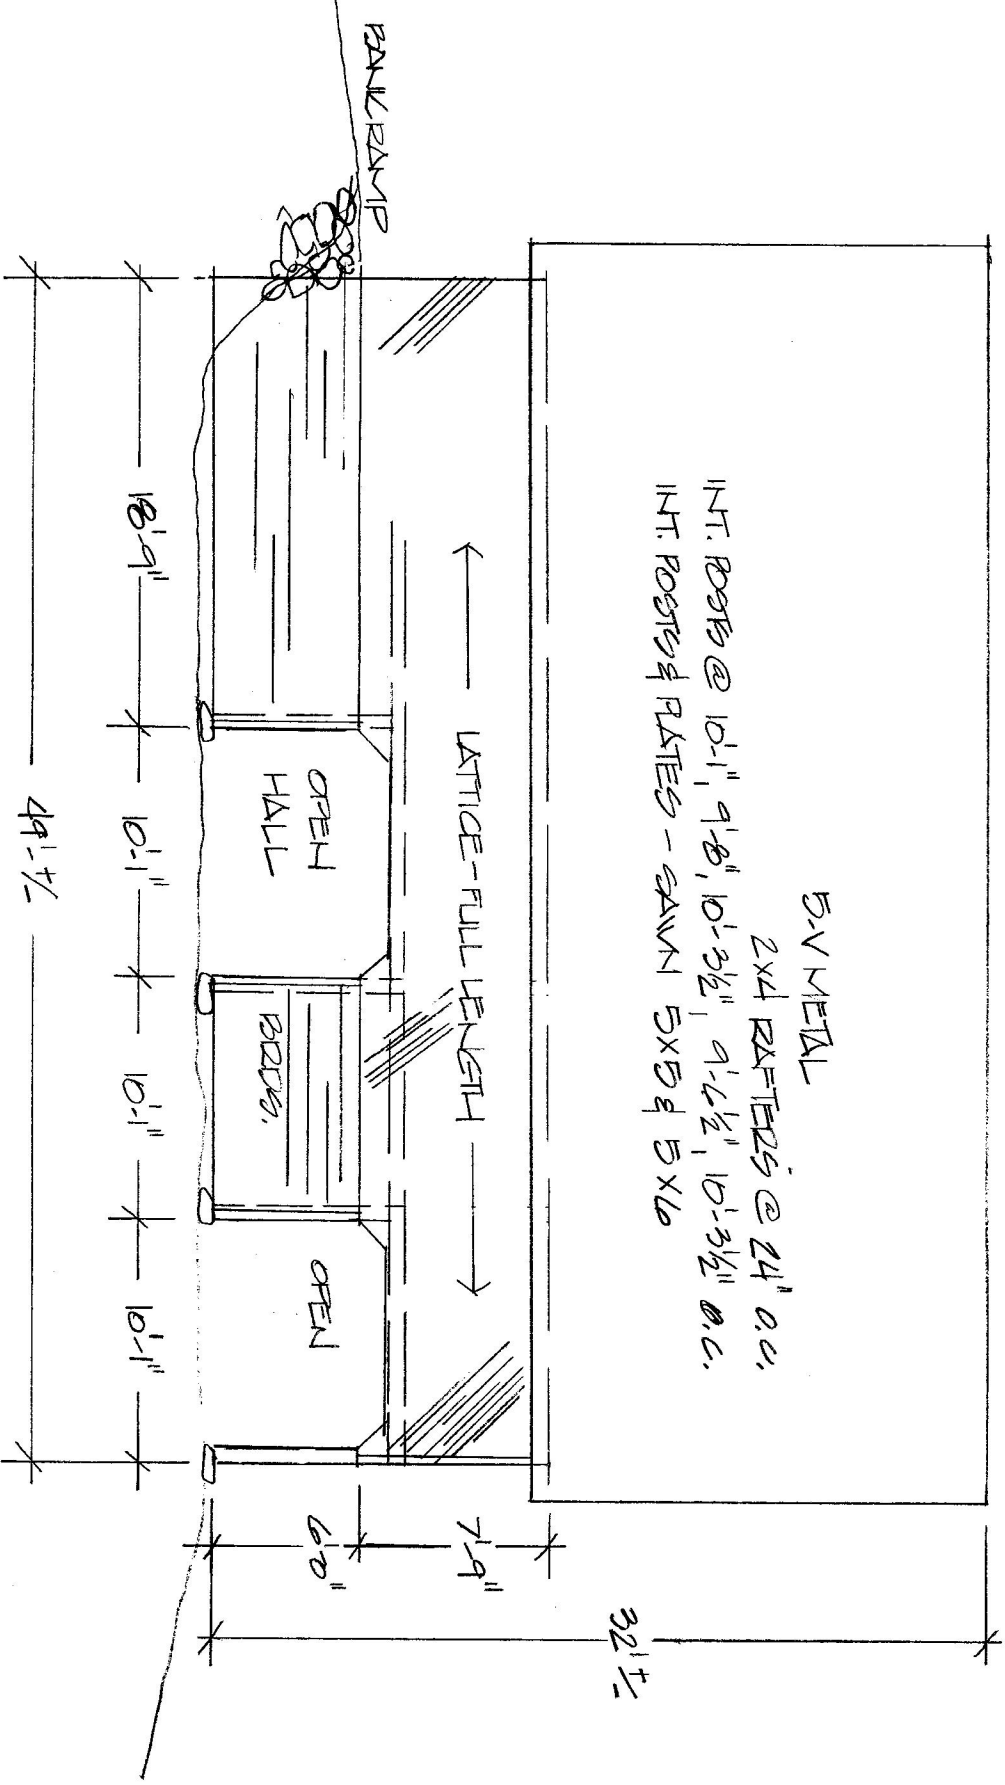 5-V METAL
2x4 RAFTERS @ 24" O.C.
INT. POSTS @ 10'-1", 9'-8", 10'-3½", 9'-6½", 10'-3½" O.C.
INT. POSTS & PLATES - SAWN 5x5 & 5x6
BANK RAMP
← LATTICE - FULL LENGTH →
OPEN
HALL
BRDS.
OPEN
7'-9"
6'-0"
32' +/-
18'-9"
10'-1"
10'-1"
10'-1"
49' +/-